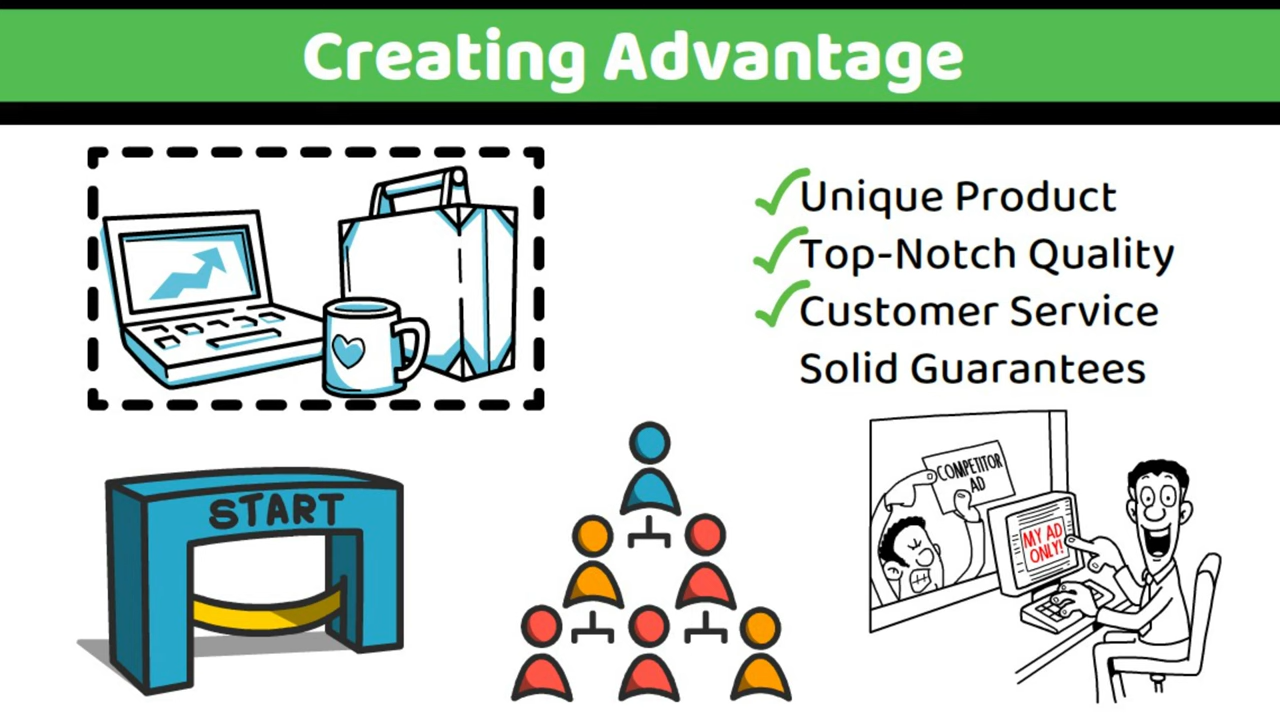 Creating Advantage
Unique Product
Top-Notch Quality
Customer Service
Solid Guarantees
START
COMPETITOR
AD
MY AD
ONLY!